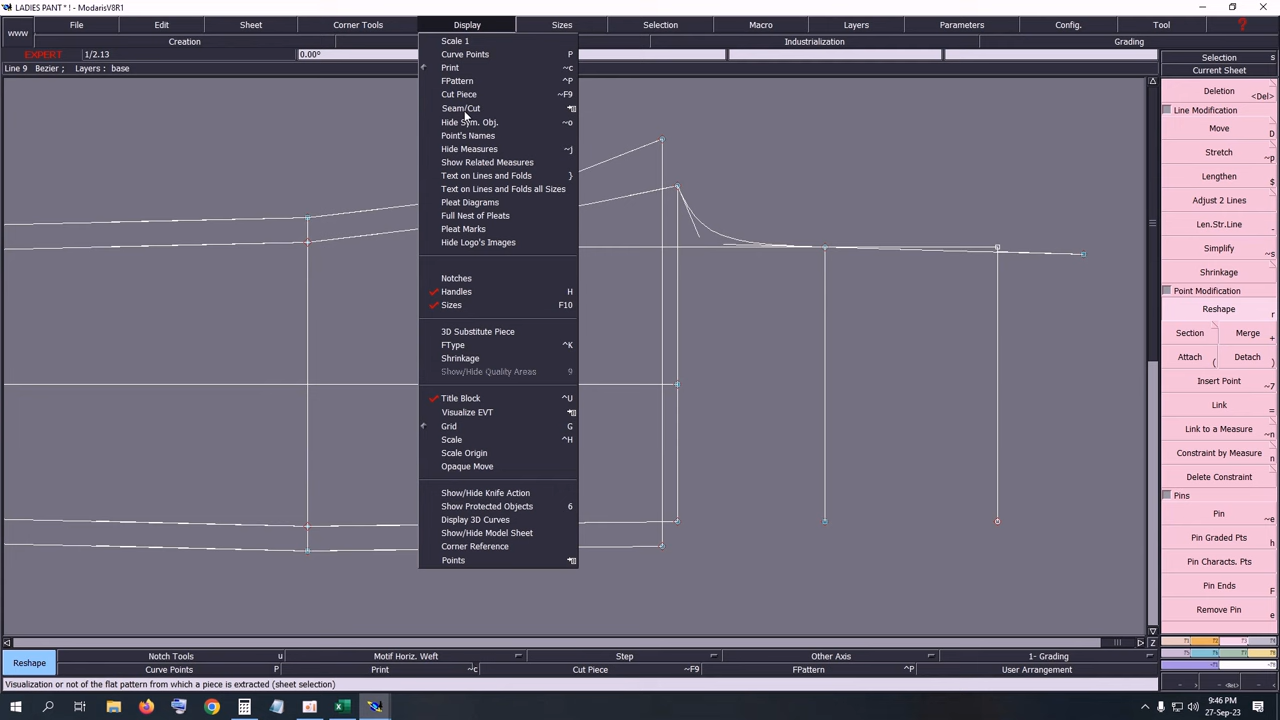 LADIES PANT * ! - ModarisV8R1
www
File Edit Sheet Corner Tools Display Sizes Selection Macro Layers Parameters Config. Tool ?
Creation Industrialization Grading
EXPERT 1/2.13 0.00º
Line 9 Bezier ; Layers : base
Scale 1
Curve Points P
Print ~c
FPattern ^P
Cut Piece ~F9
Seam/Cut
Hide Sym. Obj. ~o
Point's Names
Hide Measures ~j
Show Related Measures
Text on Lines and Folds }
Text on Lines and Folds all Sizes
Pleat Diagrams
Full Nest of Pleats
Pleat Marks
Hide Logo's Images
Notches
Handles H
Sizes F10
3D Substitute Piece
FType ^K
Shrinkage
Show/Hide Quality Areas 9
Title Block ^U
Visualize EVT
Grid G
Scale ^H
Scale Origin
Opaque Move
Show/Hide Knife Action
Show Protected Objects 6
Display 3D Curves
Show/Hide Model Sheet
Corner Reference
Points
Selection s
Current Sheet
Deletion <Del>
Line Modification
Move D
Stretch ~p
Lengthen
Adjust 2 Lines
Len.Str.Line
Simplify
Shrinkage
Point Modification
Reshape r
Section Merge +
Attach ( Detach )
Insert Point ~7
Link =
Link to a Measure ~n
Constraint by Measure n
Delete Constraint
Pins
Pin ~e
Pin Graded Pts h
Pin Characts. Pts
Pin Ends F
Remove Pin e
Z
Reshape
Notch Tools u Motif Horiz. Weft Step Other Axis 1- Grading
Curve Points P Print ~c Cut Piece ~F9 FPattern ^P User Arrangement
Visualization or not of the flat pattern from which a piece is extracted (sheet selection)
9:46 PM
27-Sep-23